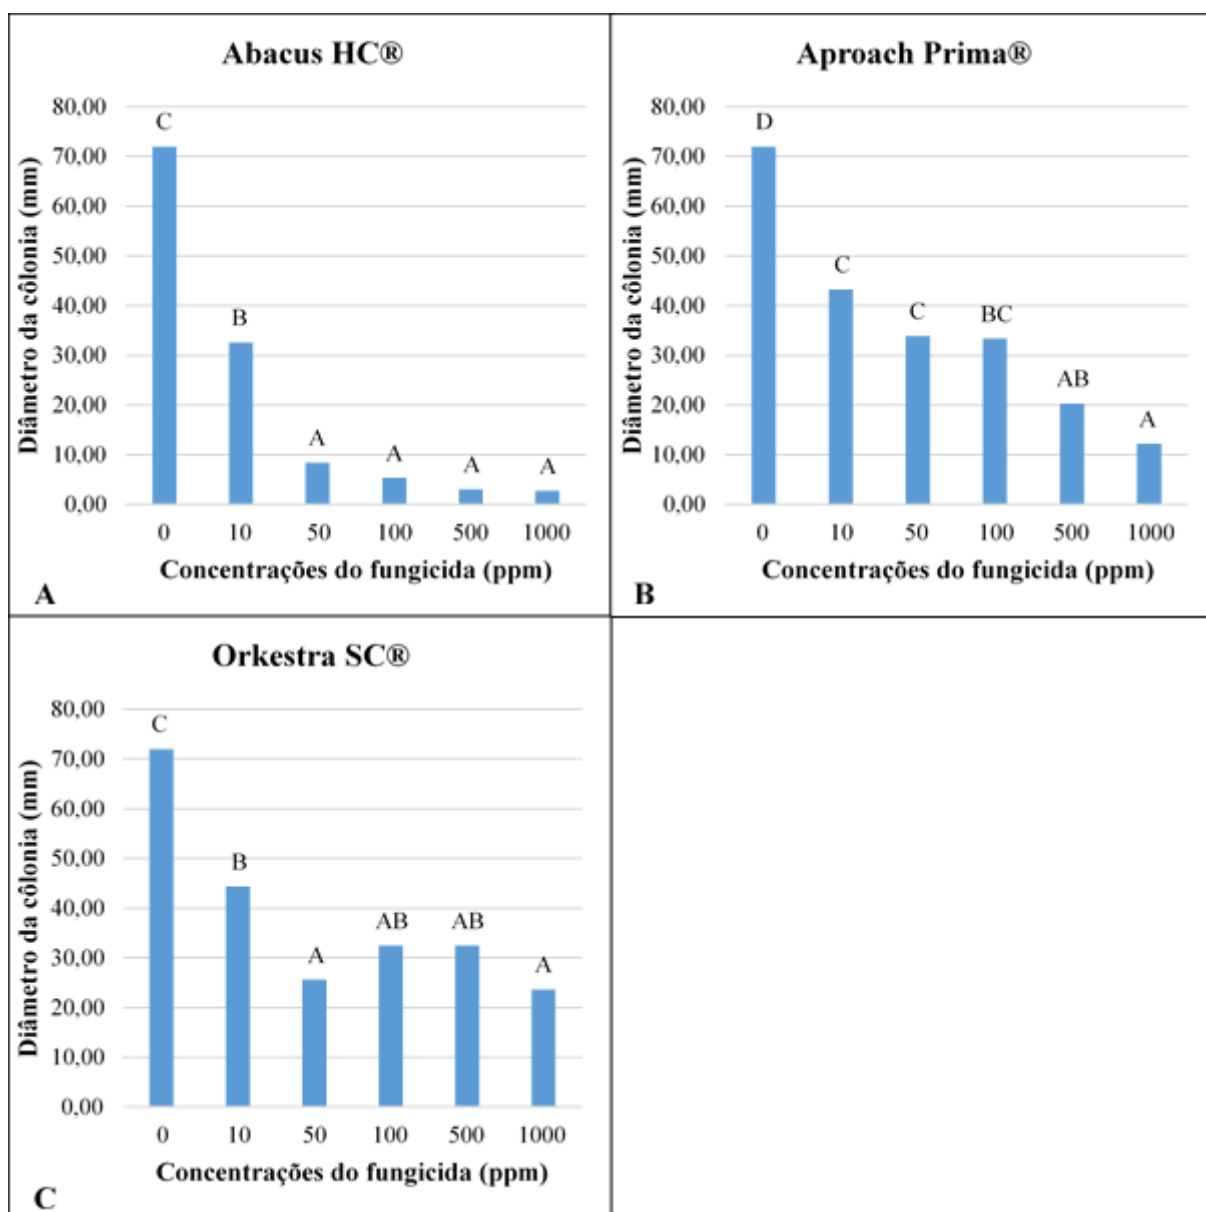 Abacus HC®
Diâmetro da côlonia (mm)
80,00
70,00
60,00
50,00
40,00
30,00
20,00
10,00
0,00
C
B
A
A
A
A
0 10 50 100 500 1000
Concentrações do fungicida (ppm)
A
Aproach Prima®
Diâmetro da côlonia (mm)
80,00
70,00
60,00
50,00
40,00
30,00
20,00
10,00
0,00
D
C
C
BC
AB
A
0 10 50 100 500 1000
Concentrações do fungicida (ppm)
B
Orkestra SC®
Diâmetro da côlonia (mm)
80,00
70,00
60,00
50,00
40,00
30,00
20,00
10,00
0,00
C
B
A
AB
AB
A
0 10 50 100 500 1000
Concentrações do fungicida (ppm)
C